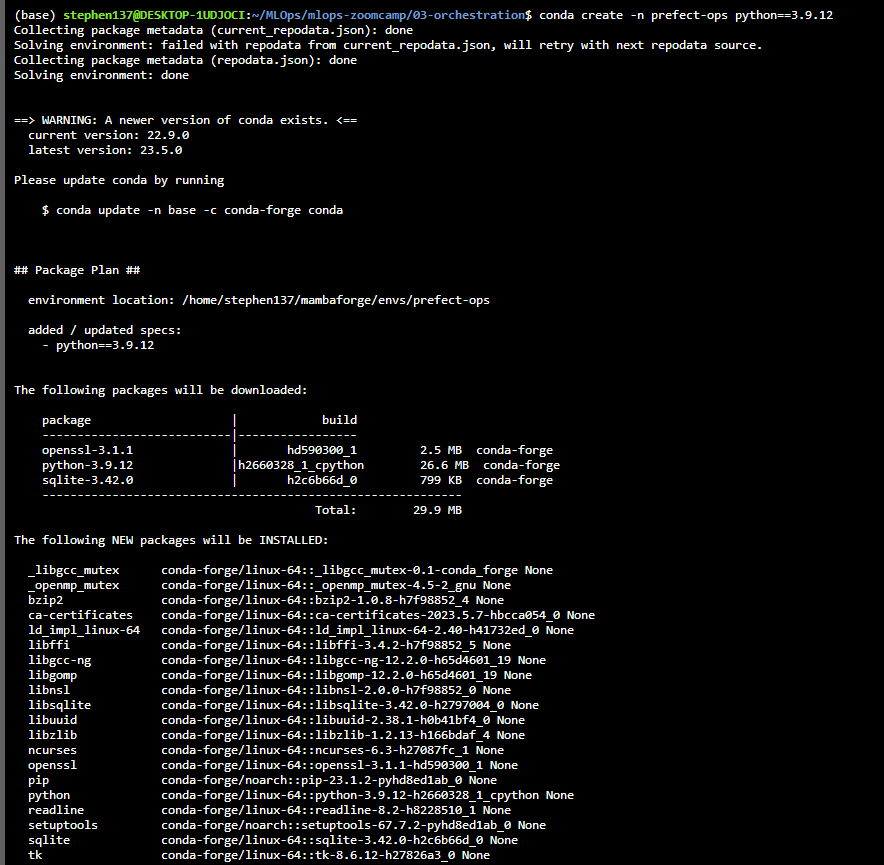 (base) stephen137@DESKTOP-1UDJOCI:~/MLOps/mlops-zoomcamp/03-orchestration$ conda create -n prefect-ops python==3.9.12
Collecting package metadata (current_repodata.json): done
Solving environment: failed with repodata from current_repodata.json, will retry with next repodata source.
Collecting package metadata (repodata.json): done
Solving environment: done
==> WARNING: A newer version of conda exists. <==
  current version: 22.9.0
  latest version: 23.5.0
Please update conda by running
    $ conda update -n base -c conda-forge conda
## Package Plan ##
  environment location: /home/stephen137/mambaforge/envs/prefect-ops
  added / updated specs:
    - python==3.9.12
The following packages will be downloaded:
    package                    |            build
    ---------------------------|-----------------
    openssl-3.1.1              |       hd590300_1         2.5 MB  conda-forge
    python-3.9.12              |h2660328_1_cpython        26.6 MB  conda-forge
    sqlite-3.42.0              |       h2c6b66d_0         799 KB  conda-forge
    ------------------------------------------------------------
                                           Total:        29.9 MB
The following NEW packages will be INSTALLED:
  _libgcc_mutex      conda-forge/linux-64::_libgcc_mutex-0.1-conda_forge None
  _openmp_mutex      conda-forge/linux-64::_openmp_mutex-4.5-2_gnu None
  bzip2              conda-forge/linux-64::bzip2-1.0.8-h7f98852_4 None
  ca-certificates    conda-forge/linux-64::ca-certificates-2023.5.7-hbcca054_0 None
  ld_impl_linux-64   conda-forge/linux-64::ld_impl_linux-64-2.40-h41732ed_0 None
  libffi             conda-forge/linux-64::libffi-3.4.2-h7f98852_5 None
  libgcc-ng          conda-forge/linux-64::libgcc-ng-12.2.0-h65d4601_19 None
  libgomp            conda-forge/linux-64::libgomp-12.2.0-h65d4601_19 None
  libnsl             conda-forge/linux-64::libnsl-2.0.0-h7f98852_0 None
  libsqlite          conda-forge/linux-64::libsqlite-3.42.0-h2797004_0 None
  libuuid            conda-forge/linux-64::libuuid-2.38.1-h0b41bf4_0 None
  libzlib            conda-forge/linux-64::libzlib-1.2.13-h166bdaf_4 None
  ncurses            conda-forge/linux-64::ncurses-6.3-h27087fc_1 None
  openssl            conda-forge/linux-64::openssl-3.1.1-hd590300_1 None
  pip                conda-forge/noarch::pip-23.1.2-pyhd8ed1ab_0 None
  python             conda-forge/linux-64::python-3.9.12-h2660328_1_cpython None
  readline           conda-forge/linux-64::readline-8.2-h8228510_1 None
  setuptools         conda-forge/noarch::setuptools-67.7.2-pyhd8ed1ab_0 None
  sqlite             conda-forge/linux-64::sqlite-3.42.0-h2c6b66d_0 None
  tk                 conda-forge/linux-64::tk-8.6.12-h27826a3_0 None